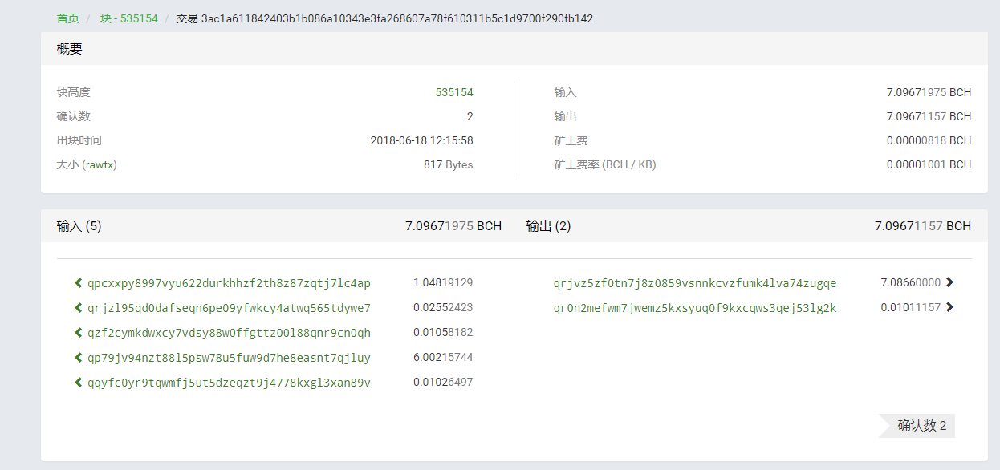 首页 / 块 - 535154 / 交易 3ac1a611842403b1b086a10343e3fa268607a78f610311b5c1d9700f290fb142
概要
块高度 535154
确认数 2
出块时间 2018-06-18 12:15:58
大小 (rawtx) 817 Bytes
输入 7.09671975 BCH
输出 7.09671157 BCH
矿工费 0.00000818 BCH
矿工费率 (BCH / KB) 0.00001001 BCH
输入 (5) 7.09671975 BCH
qpcxxpy8997vyu622durkhhzf2th8z87zqtj7lc4ap 1.04819129
qrjzl95qd0dafseqn6pe09yfwkcy4atwq565tdywe7 0.02552423
qzf2cymkdwxcy7vdsy88w0ffgttz00l88qnr9cn0qh 0.01058182
qp79jv94nzt88l5psw78u5fuw9d7he8easnt7qjluy 6.00215744
qqyfc0yr9tqwmfj5ut5dzeqzt9j4778kxgl3xan89v 0.01026497
输出 (2) 7.09671157 BCH
qrjvz5zf0tn7j8z0859vsnnkcvzfumk4lva74zugqe 7.08660000
qr0n2mefwm7jwemz5kxsyuq0f9kxcqws3qej53lg2k 0.01011157
确认数 2